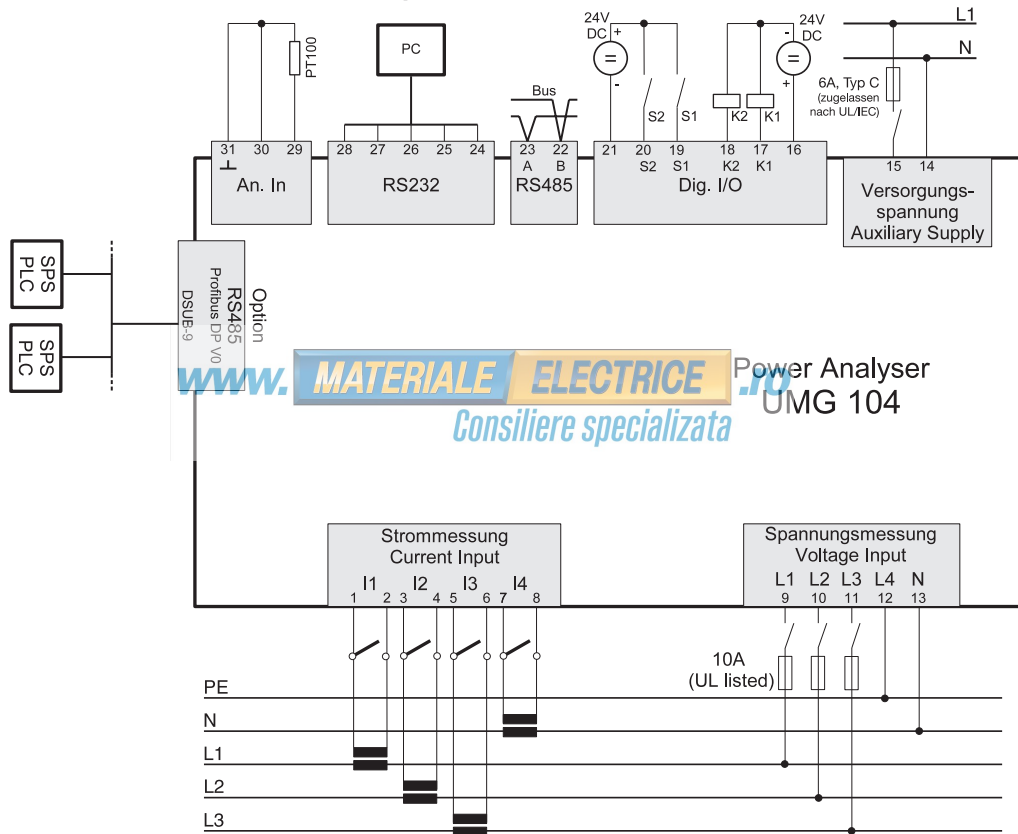 24V
DC
+
-
S2
S1
24V
DC
-
+
K2
K1
L1
N
6A, Typ C
(zugelassen
nach UL/IEC)
PC
PT100
Bus
31 30 29
An. In
28 27 26 25 24
RS232
23 22
A B
RS485
21 20 19 18 17 16
S2 S1 K2 K1
Dig. I/O
15 14
Versorgungs-
spannung
Auxiliary Supply
SPS
PLC
SPS
PLC
Option
RS485
Profibus DP V0
DSUB-9
www. MATERIALE ELECTRICE .ro
Consiliere specializata
Power Analyser
UMG 104
Strommessung
Current Input
I1 I2 I3 I4
1 2 3 4 5 6 7 8
Spannungsmessung
Voltage Input
L1 L2 L3 L4 N
9 10 11 12 13
10A
(UL listed)
PE
N
L1
L2
L3